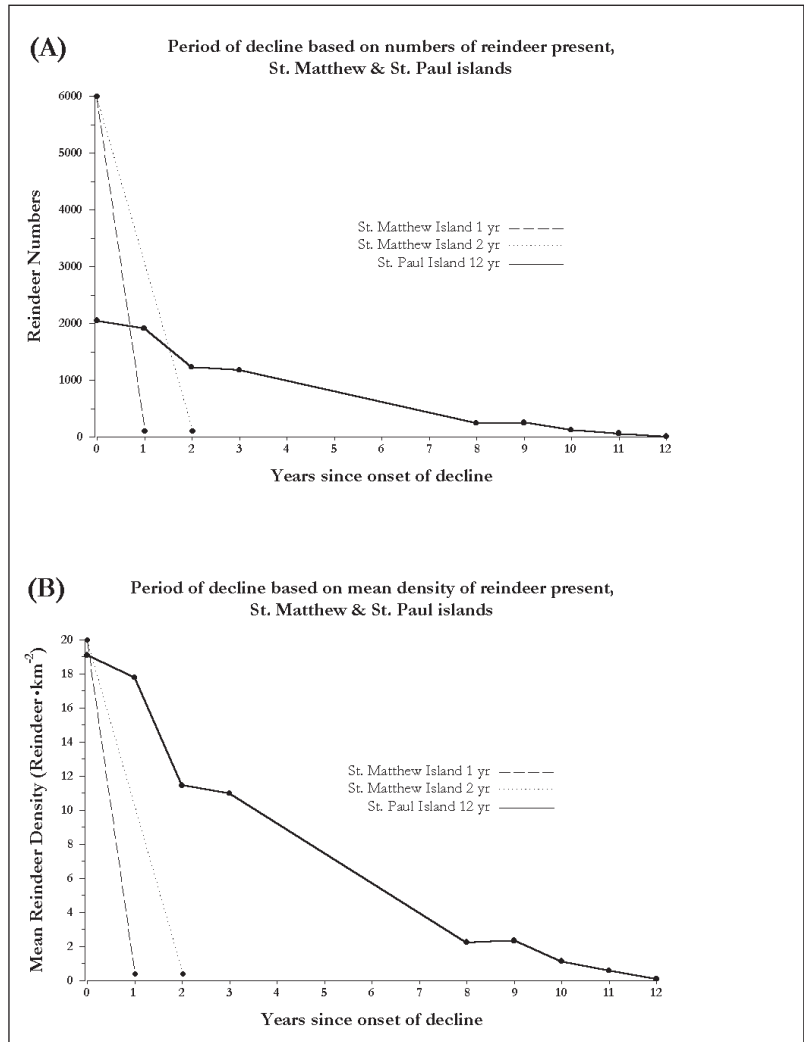 (A)
Period of decline based on numbers of reindeer present,
St. Matthew & St. Paul islands
Reindeer Numbers
6000
5000
4000
3000
2000
1000
0
St. Matthew Island 1 yr
St. Matthew Island 2 yr
St. Paul Island 12 yr
0 1 2 3 4 5 6 7 8 9 10 11 12
Years since onset of decline
(B)
Period of decline based on mean density of reindeer present,
St. Matthew & St. Paul islands
Mean Reindeer Density (Reindeer•km⁻²)
20
18
16
14
12
10
8
6
4
2
0
St. Matthew Island 1 yr
St. Matthew Island 2 yr
St. Paul Island 12 yr
0 1 2 3 4 5 6 7 8 9 10 11 12
Years since onset of decline